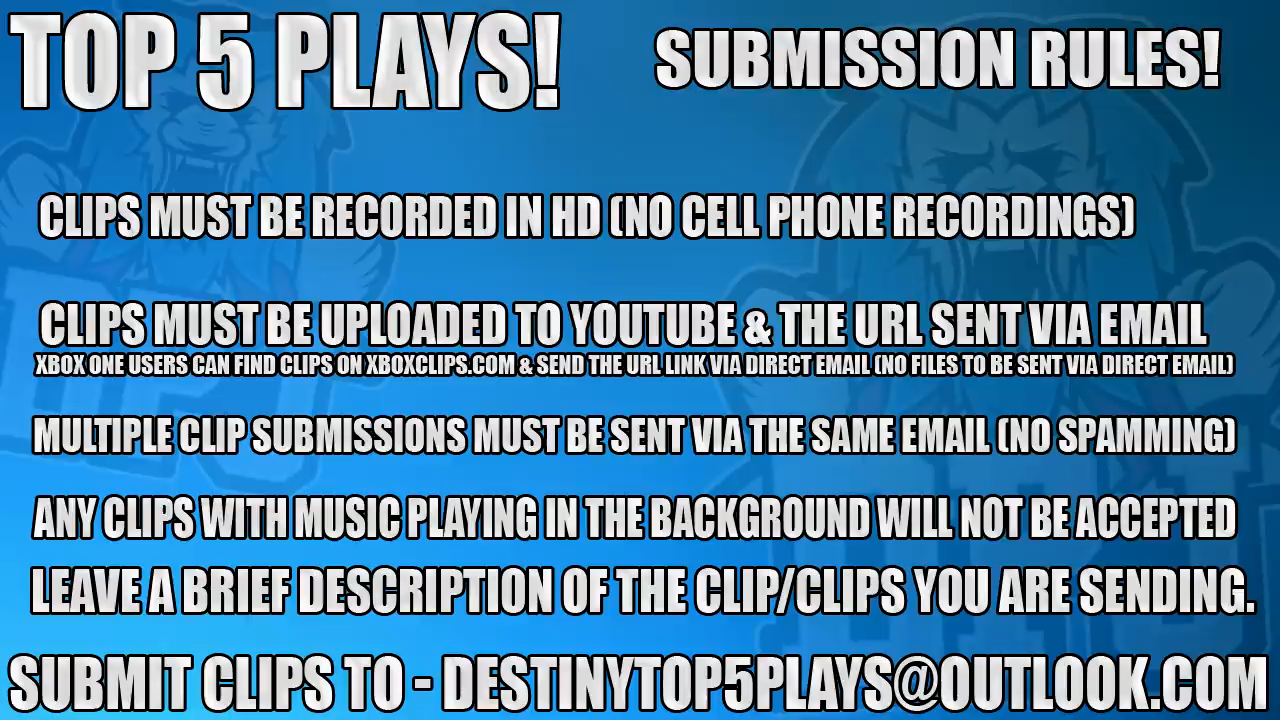 TOP 5 PLAYS!
SUBMISSION RULES!
CLIPS MUST BE RECORDED IN HD (NO CELL PHONE RECORDINGS)
CLIPS MUST BE UPLOADED TO YOUTUBE & THE URL SENT VIA EMAIL
XBOX ONE USERS CAN FIND CLIPS ON XBOXCLIPS.COM & SEND THE URL LINK VIA DIRECT EMAIL (NO FILES TO BE SENT VIA DIRECT EMAIL)
MULTIPLE CLIP SUBMISSIONS MUST BE SENT VIA THE SAME EMAIL (NO SPAMMING)
ANY CLIPS WITH MUSIC PLAYING IN THE BACKGROUND WILL NOT BE ACCEPTED
LEAVE A BRIEF DESCRIPTION OF THE CLIP/CLIPS YOU ARE SENDING.
SUBMIT CLIPS TO - DESTINYTOP5PLAYS@OUTLOOK.COM